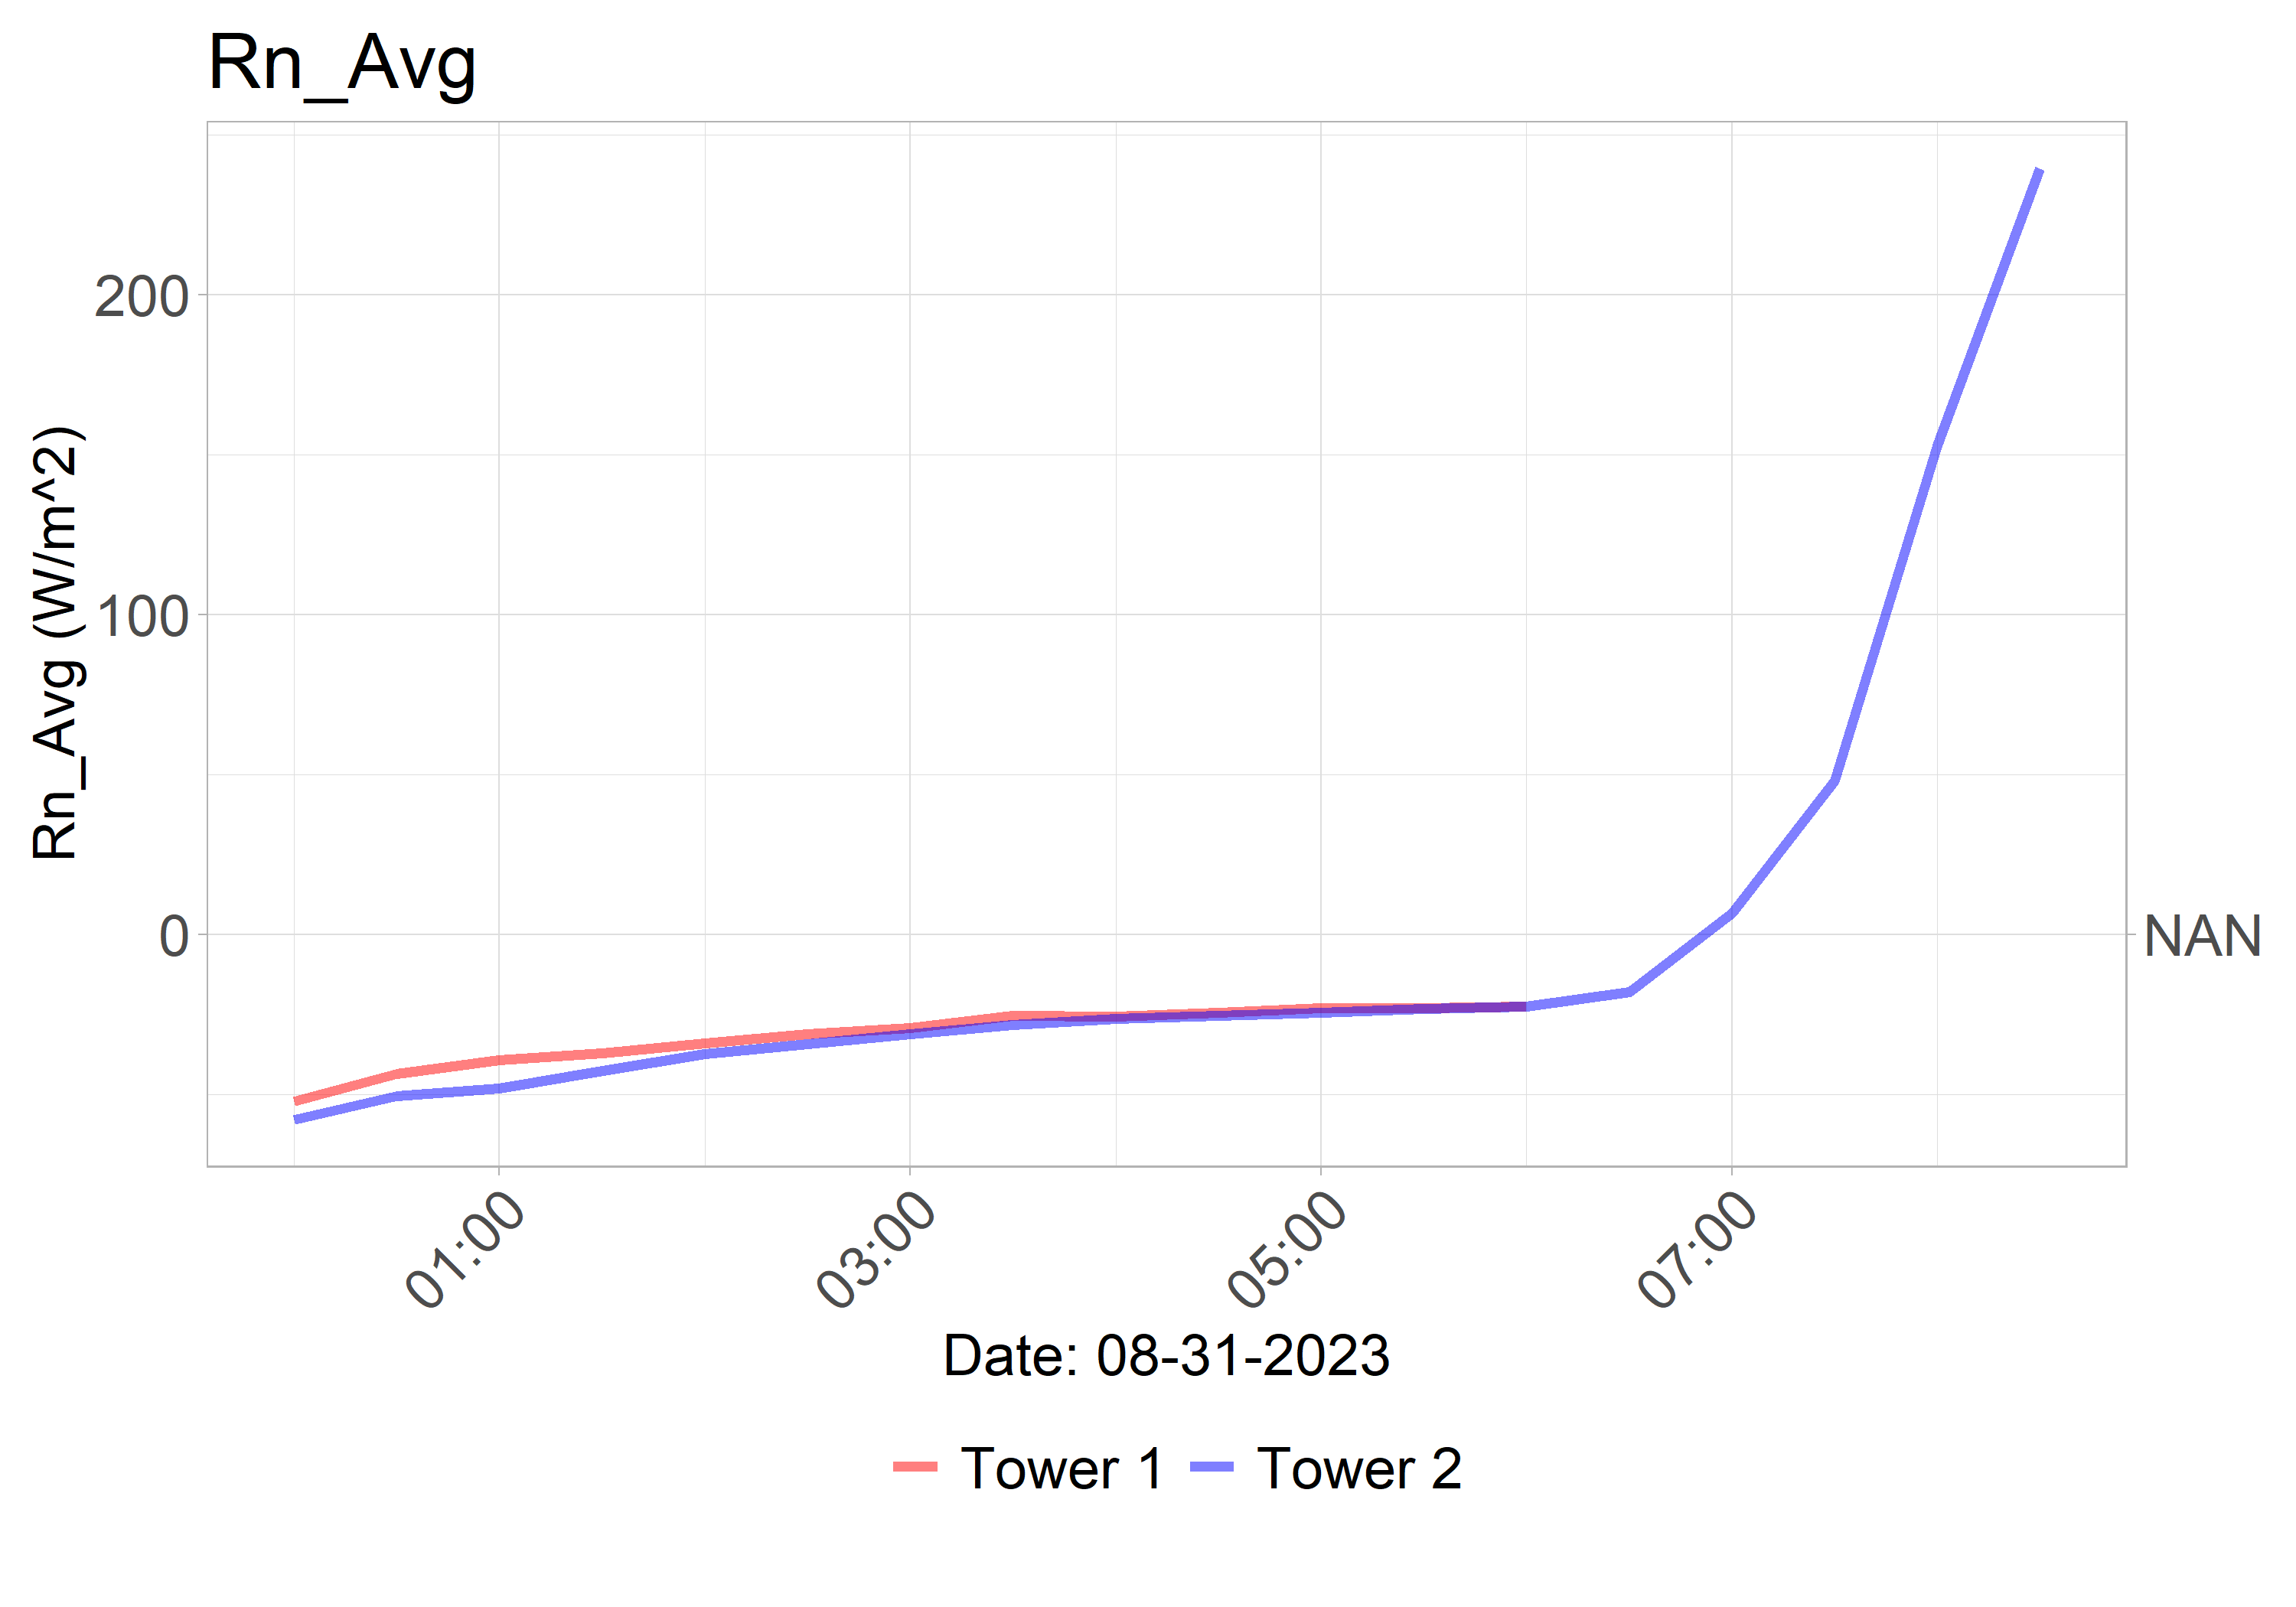 Rn_Avg
Rn_Avg (W/m^2)
200
100
0
NAN
01:00
03:00
05:00
07:00
Date: 08-31-2023
Tower 1
Tower 2